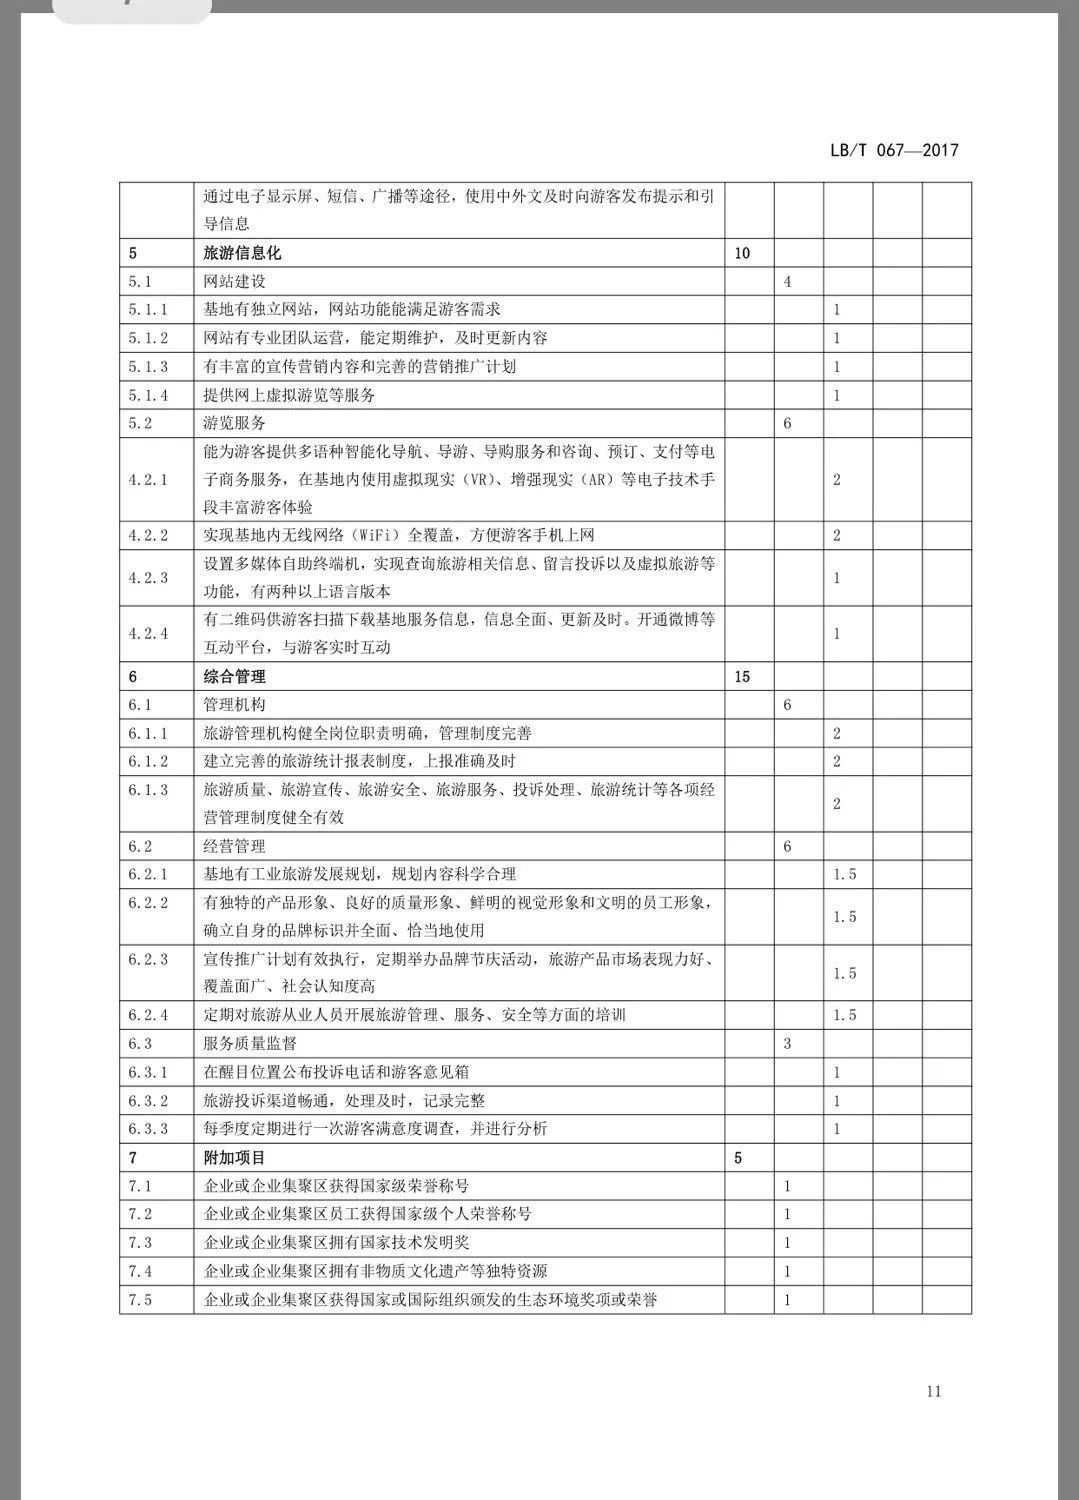 LB/T 067—2017
通过电子显示屏、短信、广播等途径，使用中外文及时向游客发布提示和引
导信息
5 旅游信息化 10
5.1 网站建设 4
5.1.1 基地有独立网站，网站功能能满足游客需求 1
5.1.2 网站有专业团队运营，能定期维护，及时更新内容 1
5.1.3 有丰富的宣传营销内容和完善的营销推广计划 1
5.1.4 提供网上虚拟游览等服务 1
5.2 游览服务 6
能为游客提供多语种智能化导航、导游、导购服务和咨询、预订、支付等电
4.2.1 子商务服务，在基地内使用虚拟现实（VR）、增强现实（AR）等电子技术手 2
段丰富游客体验
4.2.2 实现基地内无线网络（WiFi）全覆盖，方便游客手机上网 2
4.2.3 设置多媒体自助终端机，实现查询旅游相关信息、留言投诉以及虚拟旅游等 1
功能，有两种以上语言版本
4.2.4 有二维码供游客扫描下载基地服务信息，信息全面、更新及时。开通微博等 1
互动平台，与游客实时互动
6 综合管理 15
6.1 管理机构 6
6.1.1 旅游管理机构健全岗位职责明确，管理制度完善 2
6.1.2 建立完善的旅游统计报表制度，上报准确及时 2
6.1.3 旅游质量、旅游宣传、旅游安全、旅游服务、投诉处理、旅游统计等各项经 2
营管理制度健全有效
6.2 经营管理 6
6.2.1 基地有工业旅游发展规划，规划内容科学合理 1.5
6.2.2 有独特的产品形象、良好的质量形象、鲜明的视觉形象和文明的员工形象， 1.5
确立自身的品牌标识并全面、恰当地使用
6.2.3 宣传推广计划有效执行，定期举办品牌节庆活动，旅游产品市场表现力好、 1.5
覆盖面广、社会认知度高
6.2.4 定期对旅游从业人员开展旅游管理、服务、安全等方面的培训 1.5
6.3 服务质量监督 3
6.3.1 在醒目位置公布投诉电话和游客意见箱 1
6.3.2 旅游投诉渠道畅通，处理及时，记录完整 1
6.3.3 每季度定期进行一次游客满意度调查，并进行分析 1
7 附加项目 5
7.1 企业或企业集聚区获得国家级荣誉称号 1
7.2 企业或企业集聚区员工获得国家级个人荣誉称号 1
7.3 企业或企业集聚区拥有国家技术发明奖 1
7.4 企业或企业集聚区拥有非物质文化遗产等独特资源 1
7.5 企业或企业集聚区获得国家或国际组织颁发的生态环境奖项或荣誉 1
11